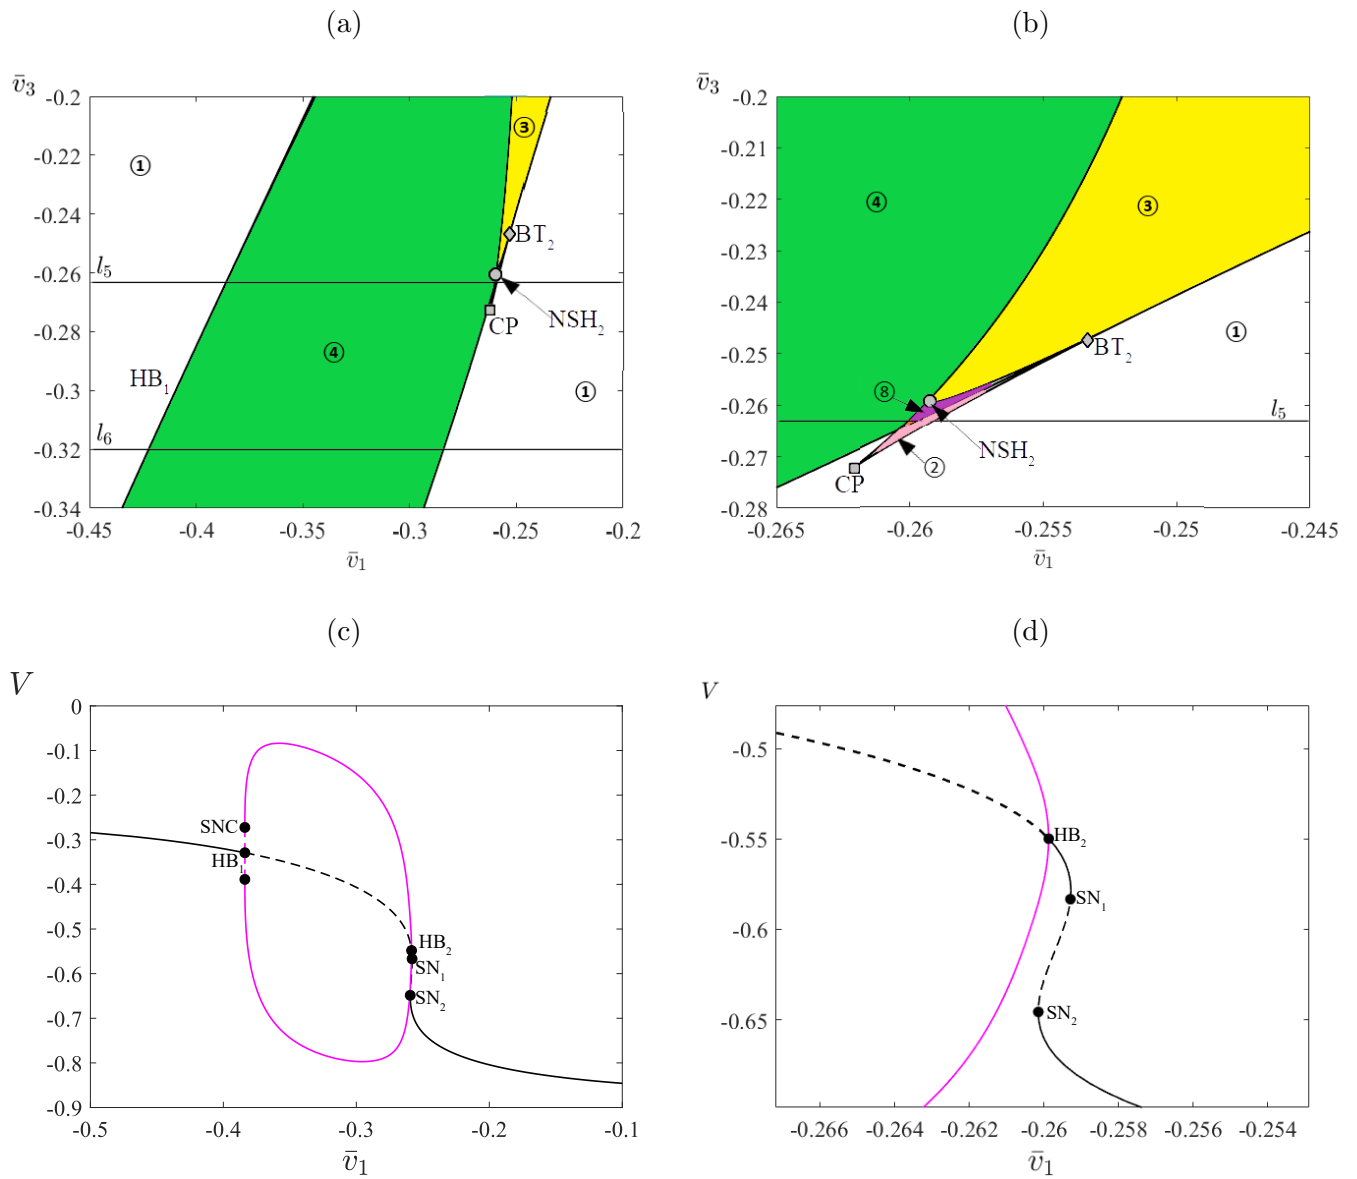 (a)
v̄₃
-0.2
-0.22
-0.24
-0.26
-0.28
-0.3
-0.32
-0.34
-0.45
-0.4
-0.35
-0.3
-0.25
-0.2
v̄₁
①
③
BT₂
l₅
NSH₂
CP
④
HB₁
①
l₆
(b)
v̄₃
-0.2
-0.21
-0.22
-0.23
-0.24
-0.25
-0.26
-0.27
-0.28
-0.265
-0.26
-0.255
-0.25
-0.245
v̄₁
④
③
①
BT₂
⑧
l₅
NSH₂
②
CP
(c)
V
0
-0.1
-0.2
-0.3
-0.4
-0.5
-0.6
-0.7
-0.8
-0.9
-0.5
-0.4
-0.3
-0.2
-0.1
v̄₁
SNC
HB₁
HB₂
SN₁
SN₂
(d)
V
-0.5
-0.55
-0.6
-0.65
-0.266
-0.264
-0.262
-0.26
-0.258
-0.256
-0.254
v̄₁
HB₂
SN₁
SN₂